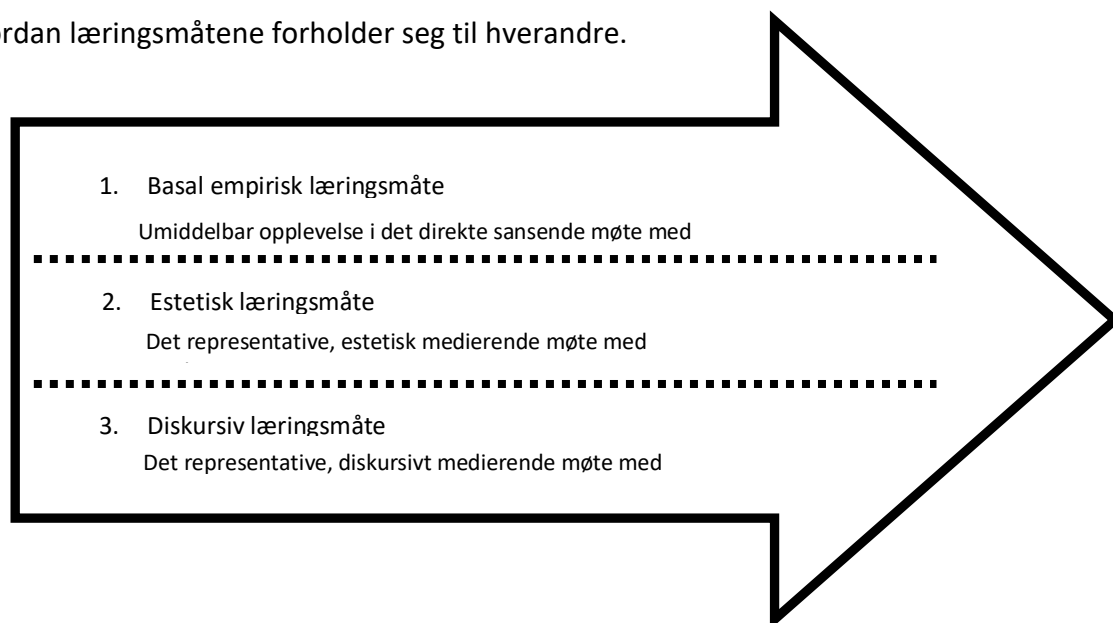 ordan læringsmåtene forholder seg til hverandre.
1. Basal empirisk læringsmåte
Umiddelbar opplevelse i det direkte sansende møte med
2. Estetisk læringsmåte
Det representative, estetisk medierende møte med
3. Diskursiv læringsmåte
Det representative, diskursivt medierende møte med